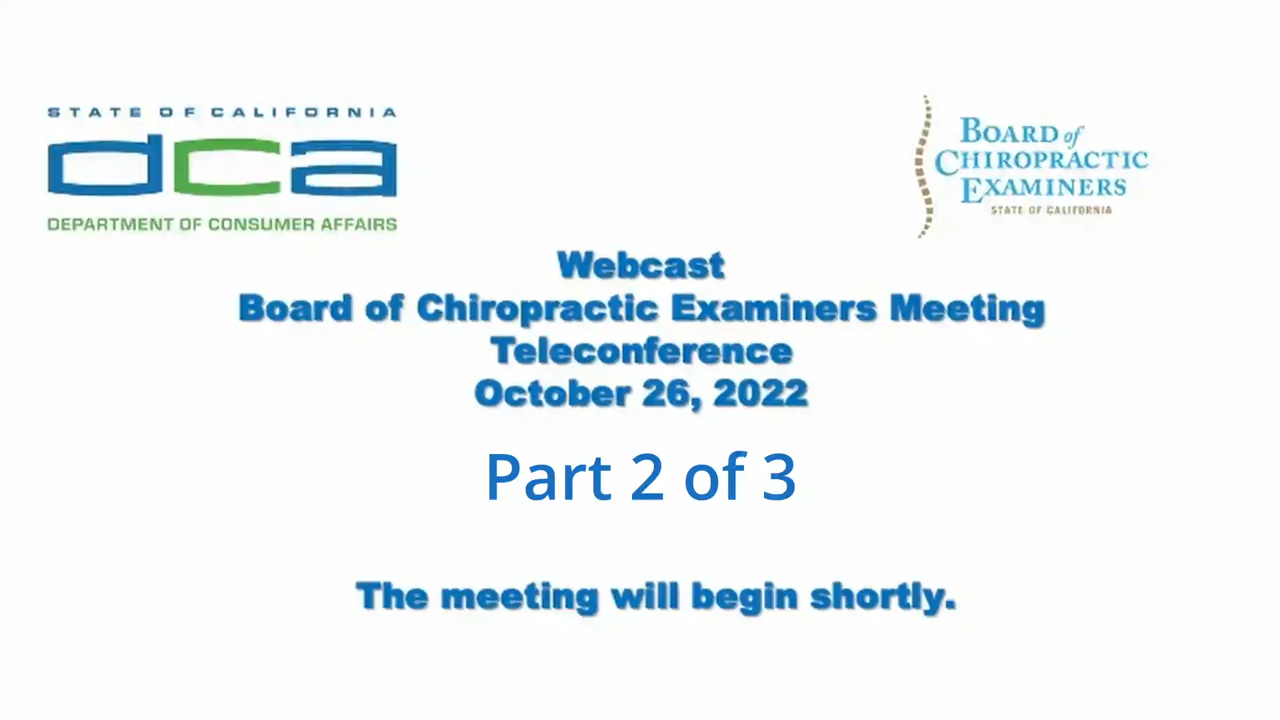 STATE OF CALIFORNIA
dca
DEPARTMENT OF CONSUMER AFFAIRS
BOARD of
CHIROPRACTIC
EXAMINERS
STATE OF CALIFORNIA
Webcast
Board of Chiropractic Examiners Meeting
Teleconference
October 26, 2022
Part 2 of 3
The meeting will begin shortly.